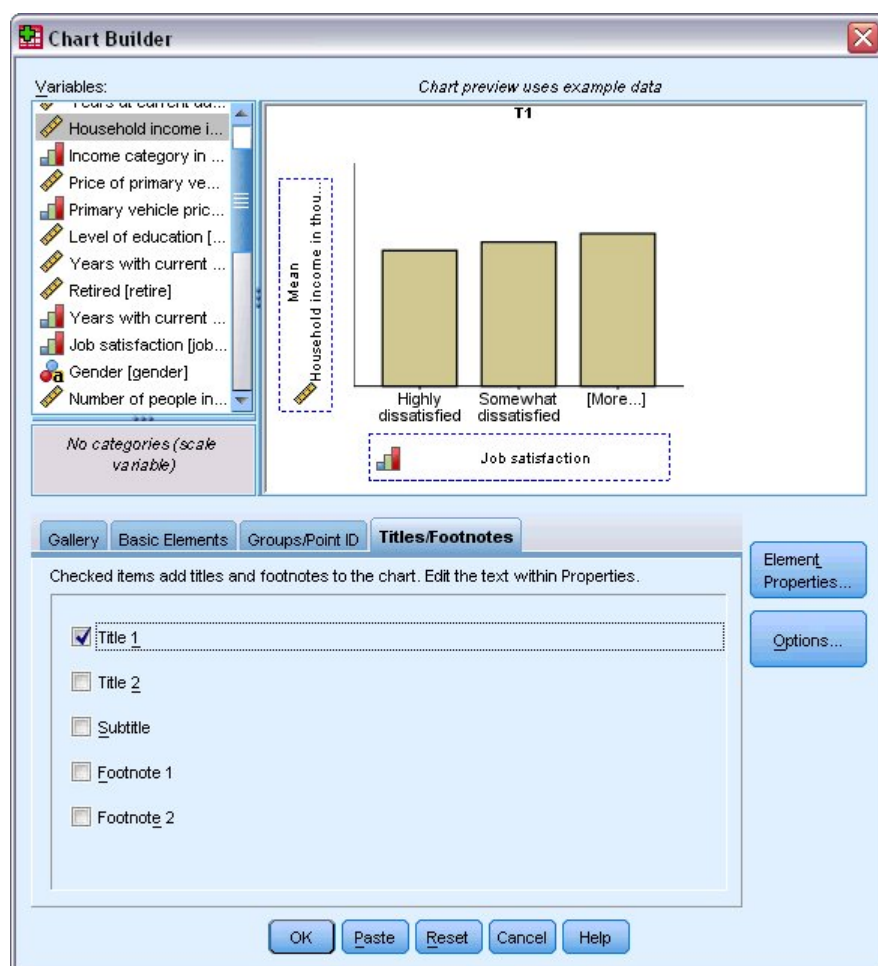 Chart Builder
Variables:
Chart preview uses example data
Household income i...
Income category in ...
Price of primary ve...
Primary vehicle pric...
Level of education [...
Years with current ...
Retired [retire]
Years with current ...
Job satisfaction [job...
Gender [gender]
Number of people in...
No categories (scale
variable)
T1
Mean
Household income in thou...
Highly
dissatisfied
Somewhat
dissatisfied
[More...]
Job satisfaction
Gallery
Basic Elements
Groups/Point ID
Titles/Footnotes
Checked items add titles and footnotes to the chart. Edit the text within Properties.
Title 1
Title 2
Subtitle
Footnote 1
Footnote 2
Element
Properties...
Options...
OK
Paste
Reset
Cancel
Help